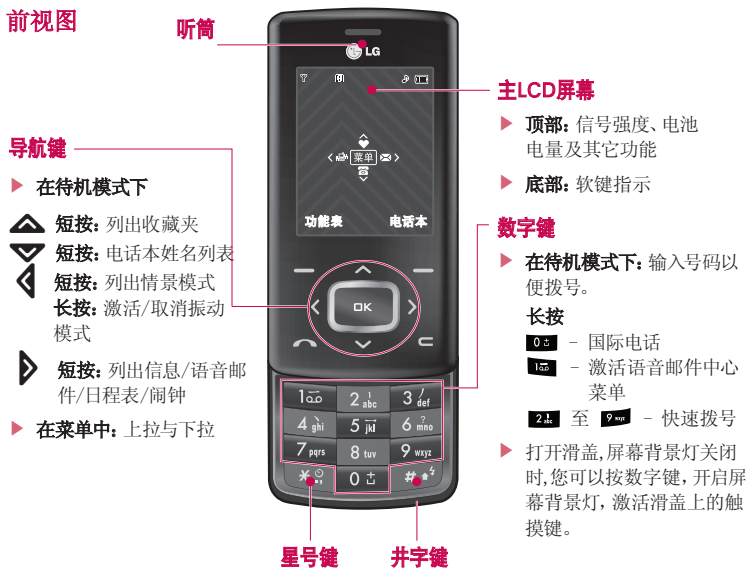 前视图
听筒
LG
菜单
功能表
电话本
OK
1
2 abc
3 def
4 ghi
5 jkl
6 mno
7 pqrs
8 tuv
9 wxyz
0
#
星号键
井字键
导航键
在待机模式下
短按: 列出收藏夹
短按: 电话本姓名列表
短按: 列出情景模式
长按: 激活/取消振动
模式
短按: 列出信息/语音邮
件/日程表/闹钟
在菜单中: 上拉与下拉
主LCD屏幕
顶部: 信号强度、电池
电量及其它功能
底部: 软键指示
数字键
在待机模式下: 输入号码以
便拨号。
长按
0 - 国际电话
1 - 激活语音邮件中心
菜单
2 abc 至 9 wxyz - 快速拨号
打开滑盖,屏幕背景灯关闭
时,您可以按数字键, 开启屏
幕背景灯, 激活滑盖上的触
摸键。